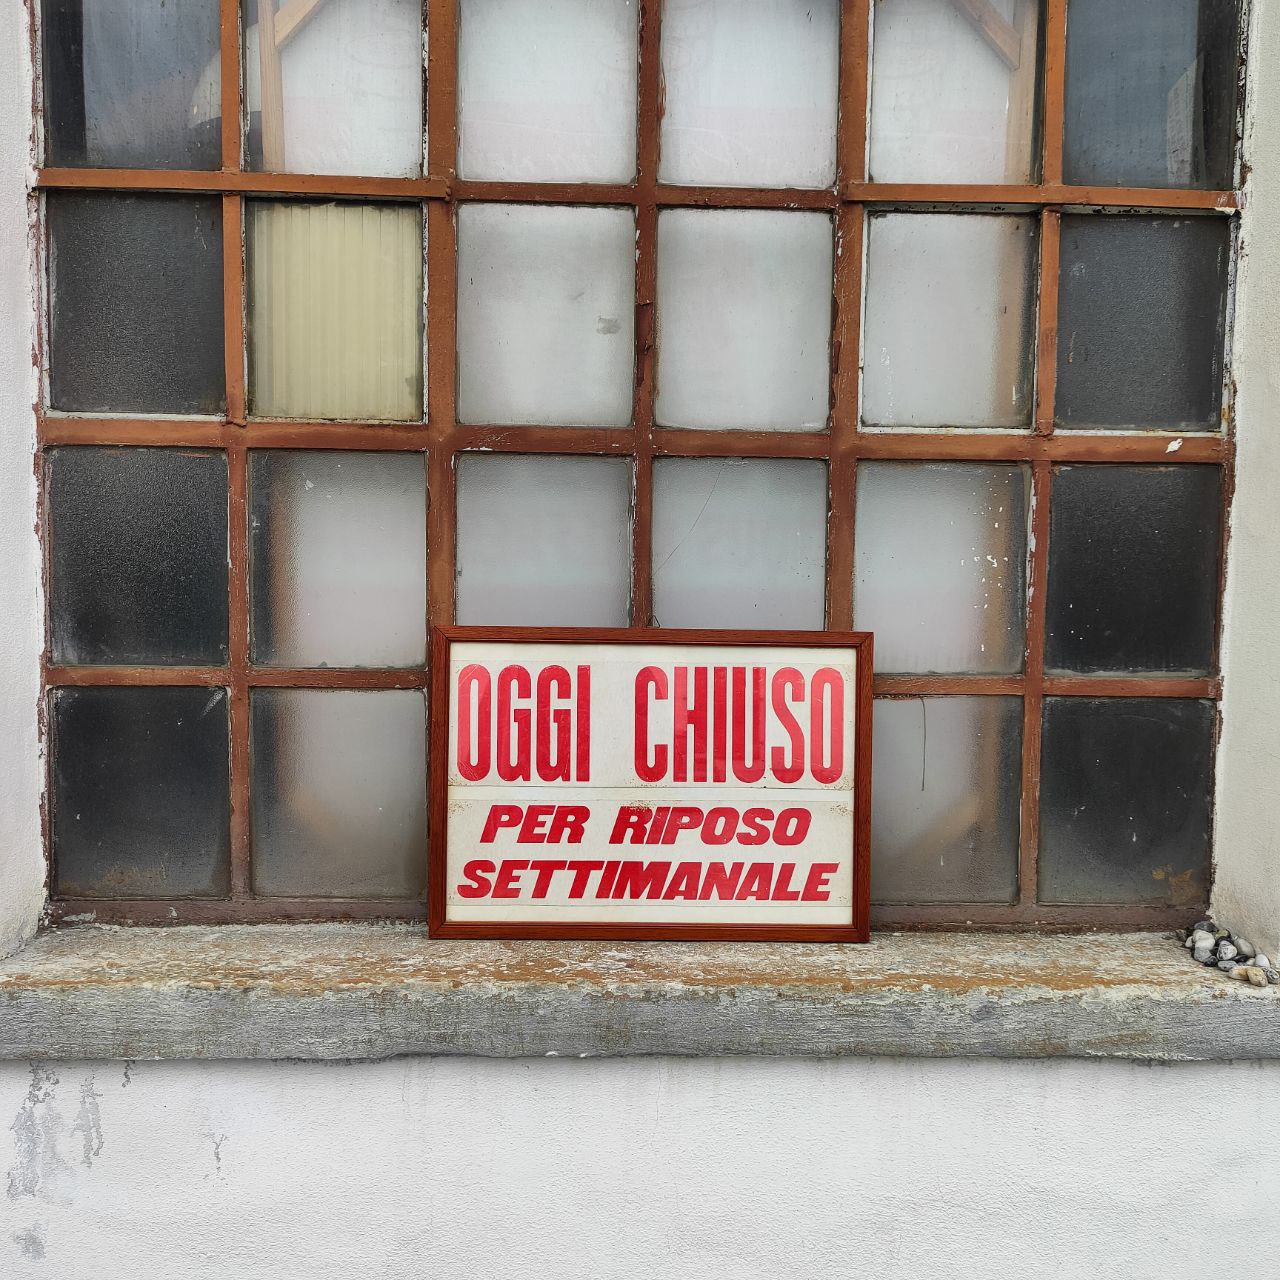 OGGI CHIUSO
PER RIPOSO
SETTIMANALE